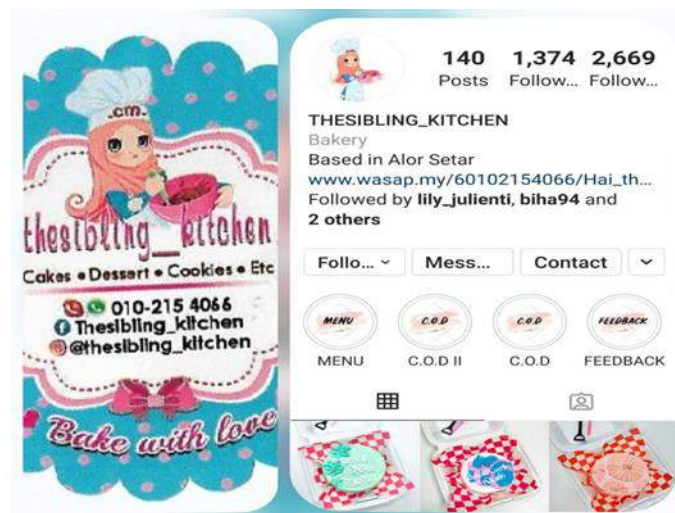 .cm.
thesibling_kitchen
Cakes • Dessert • Cookies • Etc
010-215 4066
Thesibling_kitchen
@thesibling_kitchen
Bake with love
140 1,374 2,669
Posts Follow... Follow...
THESIBLING_KITCHEN
Bakery
Based in Alor Setar
www.wasap.my/60102154066/Hai_th...
Followed by lily_julienti, biha94 and
2 others
Follo... Mess... Contact
MENU C.O.D C.O.D FEEDBACK
MENU C.O.D II C.O.D FEEDBACK